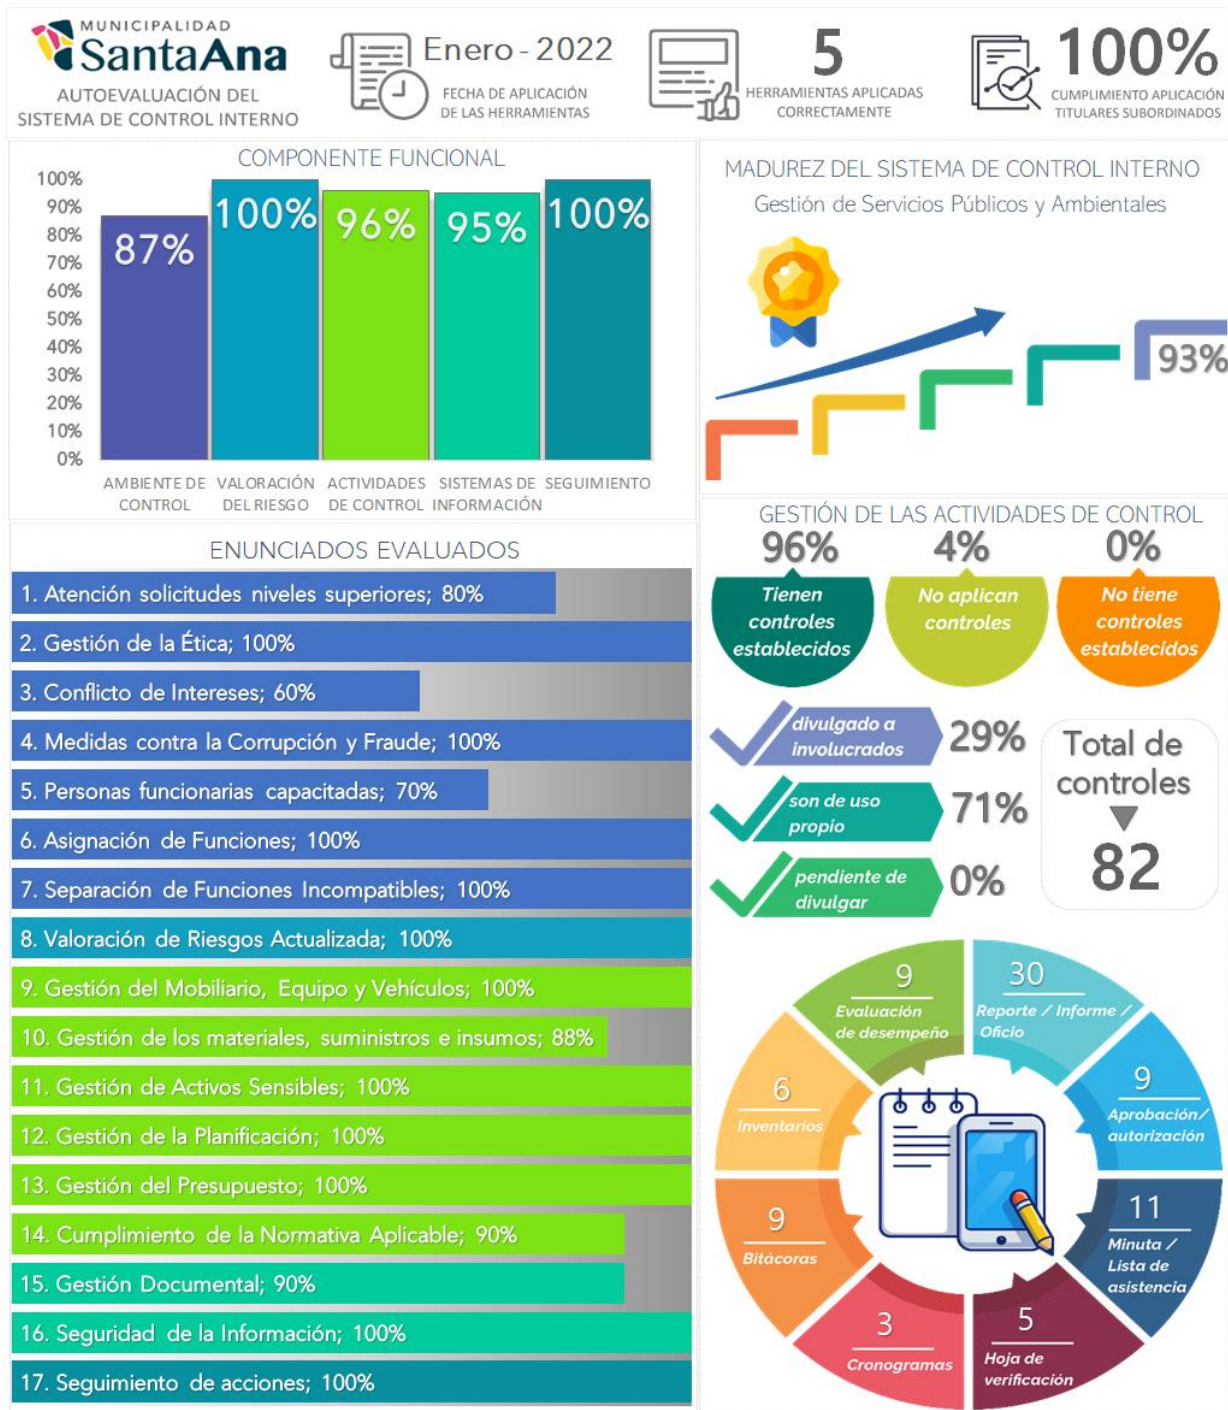 MUNICIPALIDAD
SantaAna
AUTOEVALUACIÓN DEL
SISTEMA DE CONTROL INTERNO
Enero - 2022
FECHA DE APLICACIÓN
DE LAS HERRAMIENTAS
5
HERRAMIENTAS APLICADAS
CORRECTAMENTE
100%
CUMPLIMIENTO APLICACIÓN
TITULARES SUBORDINADOS
COMPONENTE FUNCIONAL
100%
90%
80%
70%
60%
50%
40%
30%
20%
10%
0%
87%
100%
96%
95%
100%
AMBIENTE DE
CONTROL
VALORACIÓN
DEL RIESGO
ACTIVIDADES
DE CONTROL
SISTEMAS DE
INFORMACIÓN
SEGUIMIENTO
MADUREZ DEL SISTEMA DE CONTROL INTERNO
Gestión de Servicios Públicos y Ambientales
93%
ENUNCIADOS EVALUADOS
1. Atención solicitudes niveles superiores; 80%
2. Gestión de la Ética; 100%
3. Conflicto de Intereses; 60%
4. Medidas contra la Corrupción y Fraude; 100%
5. Personas funcionarias capacitadas; 70%
6. Asignación de Funciones; 100%
7. Separación de Funciones Incompatibles; 100%
8. Valoración de Riesgos Actualizada; 100%
9. Gestión del Mobiliario, Equipo y Vehículos; 100%
10. Gestión de los materiales, suministros e insumos; 88%
11. Gestión de Activos Sensibles; 100%
12. Gestión de la Planificación; 100%
13. Gestión del Presupuesto; 100%
14. Cumplimiento de la Normativa Aplicable; 90%
15. Gestión Documental; 90%
16. Seguridad de la Información; 100%
17. Seguimiento de acciones; 100%
GESTIÓN DE LAS ACTIVIDADES DE CONTROL
96%
Tienen
controles
establecidos
4%
No aplican
controles
0%
No tiene
controles
establecidos
divulgado a
involucrados
29%
son de uso
propio
71%
pendiente de
divulgar
0%
Total de
controles
82
9
Evaluación
de desempeño
30
Reporte / Informe /
Oficio
9
Aprobación/
autorización
11
Minuta /
Lista de
asistencia
5
Hoja de
verificación
3
Cronogramas
9
Bitácoras
6
Inventarios